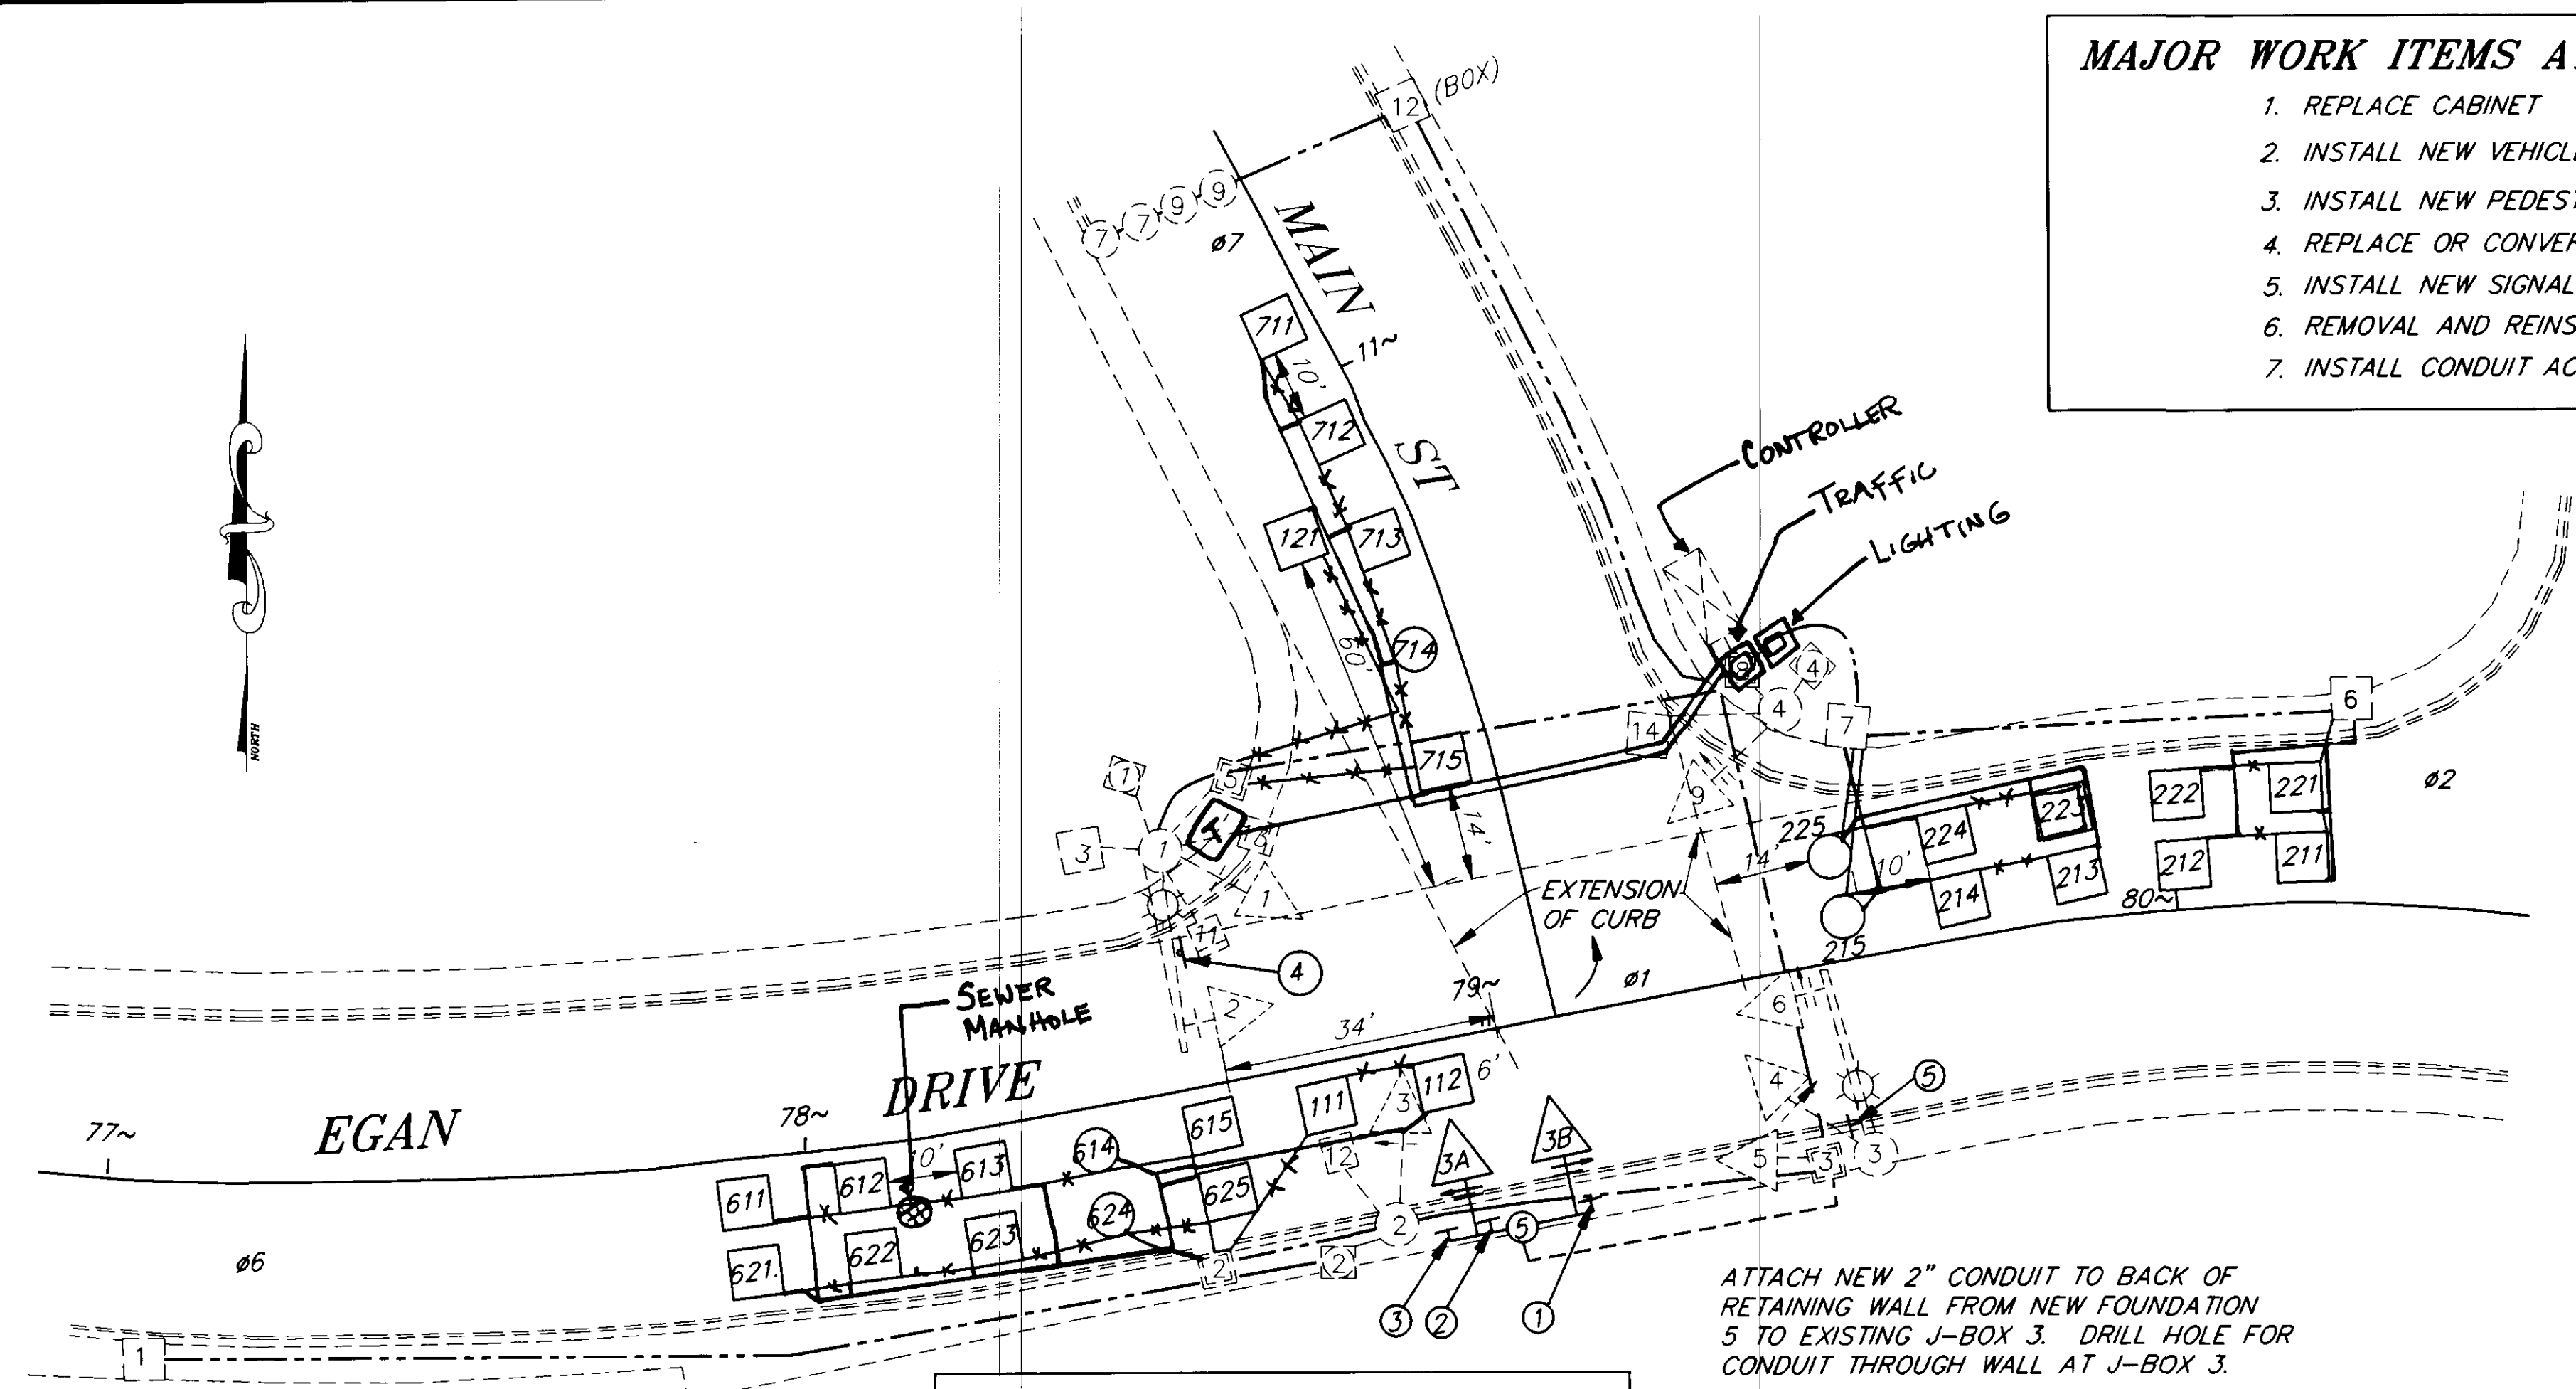 MAJOR WORK ITEMS A
1. REPLACE CABINET
2. INSTALL NEW VEHICL
3. INSTALL NEW PEDEST
4. REPLACE OR CONVER
5. INSTALL NEW SIGNAL
6. REMOVAL AND REINS
7. INSTALL CONDUIT AC
12 (BOX)
7 7 9 9
ø7
MAIN ST
711
10'
11~
712
121
713
60'
714
715
14'
CONTROLLER
TRAFFIC
LIGHTING
8
4
4
14
7
6
9
NORTH
1
5
3
1
T
16
1
11
4
2
225
224
223
222
221
ø2
14'
10'
215
214
213
212
211
80~
EXTENSION
OF CURB
79~
ø1
6
34'
SEWER
MANHOLE
EGAN DRIVE
77~
78~
611
612
10'
613
614
615
111
3
112
6'
4
5
621.
622
623
624
625
12
3A
3B
5
3
3
ø6
2
2
2
5
3
2
1
1
ATTACH NEW 2" CONDUIT TO BACK OF
RETAINING WALL FROM NEW FOUNDATION
5 TO EXISTING J-BOX 3. DRILL HOLE FOR
CONDUIT THROUGH WALL AT J-BOX 3.